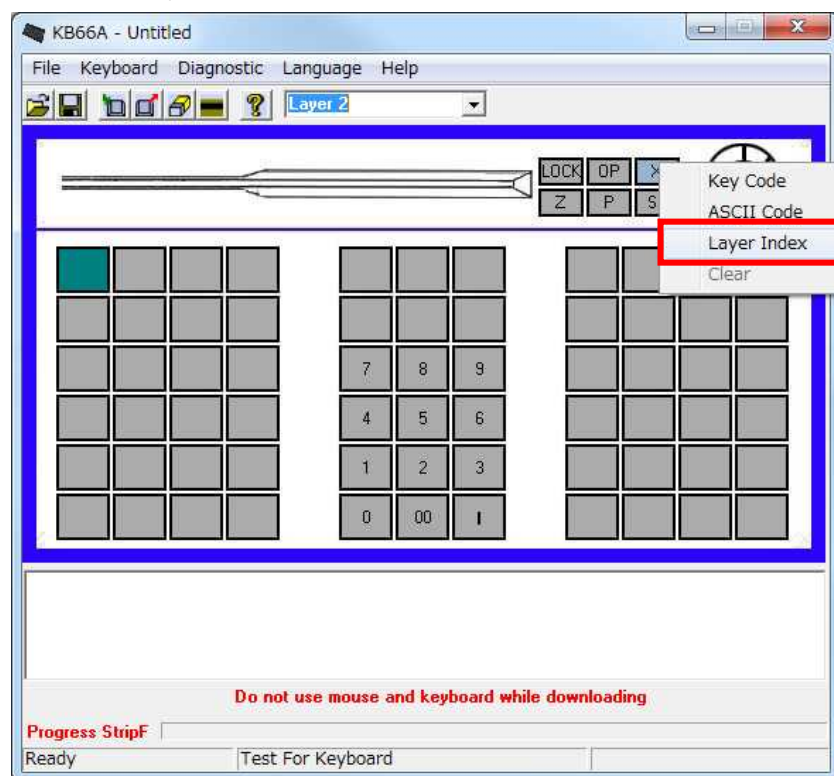 KB66A - Untitled
File Keyboard Diagnostic Language Help
Layer 2
LOCK OP X
Z P S
Key Code
ASCII Code
Layer Index
Clear
7 8 9
4 5 6
1 2 3
0 00
Do not use mouse and keyboard while downloading
Progress StripF
Ready Test For Keyboard